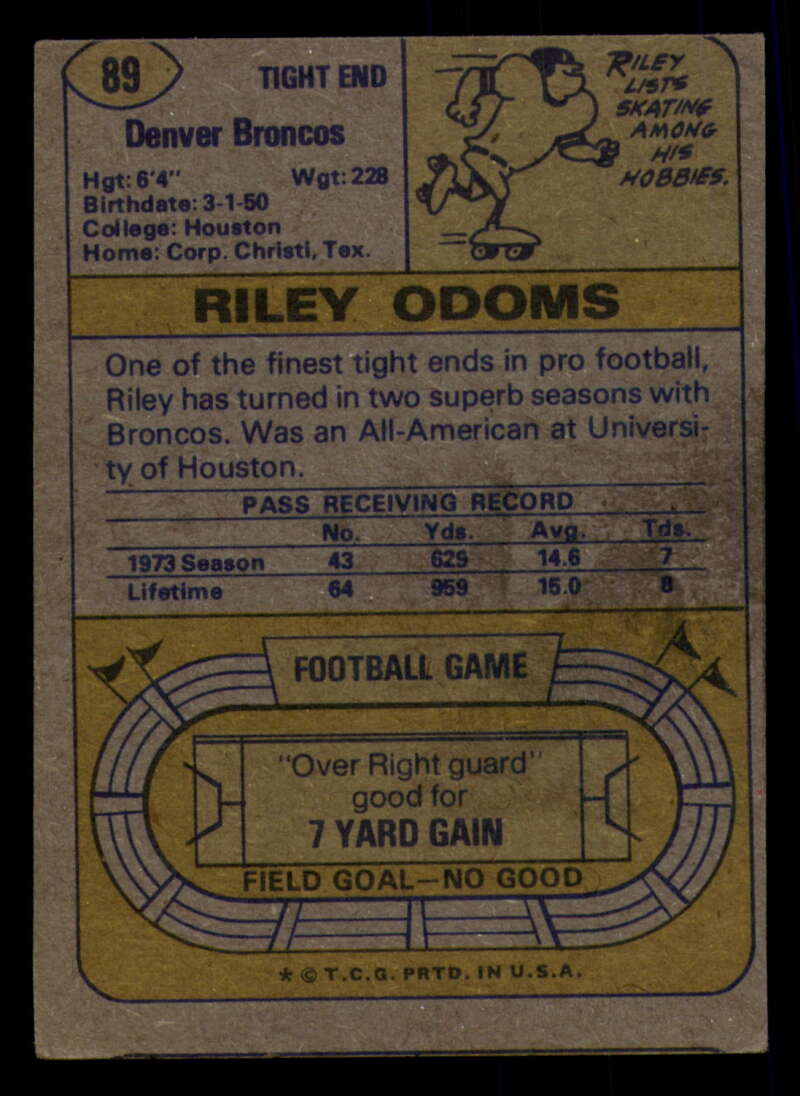 89
TIGHT END
Denver Broncos
Hgt: 6'4" Wgt: 228
Birthdate: 3-1-50
College: Houston
Home: Corp. Christi, Tex.
RILEY
LISTS
SKATING
AMONG
HIS
HOBBIES.
RILEY ODOMS
One of the finest tight ends in pro football,
Riley has turned in two superb seasons with
Broncos. Was an All-American at Universi-
ty of Houston.
PASS RECEIVING RECORD
No. Yds. Avg. Tds.
1973 Season 43 629 14.6 7
Lifetime 64 959 15.0 8
FOOTBALL GAME
"Over Right guard"
good for
7 YARD GAIN
FIELD GOAL—NO GOOD
* © T.C.G. PRTD. IN U.S.A.